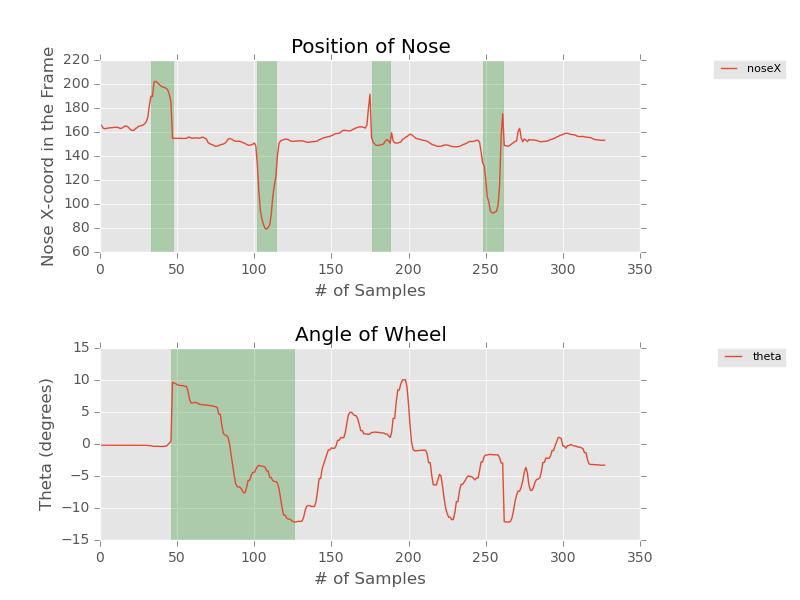 Position of Nose
noseX
Nose X-coord in the Frame
220
200
180
160
140
120
100
80
60
0 50 100 150 200 250 300 350
# of Samples
Angle of Wheel
theta
Theta (degrees)
15
10
5
0
−5
−10
−15
0 50 100 150 200 250 300 350
# of Samples